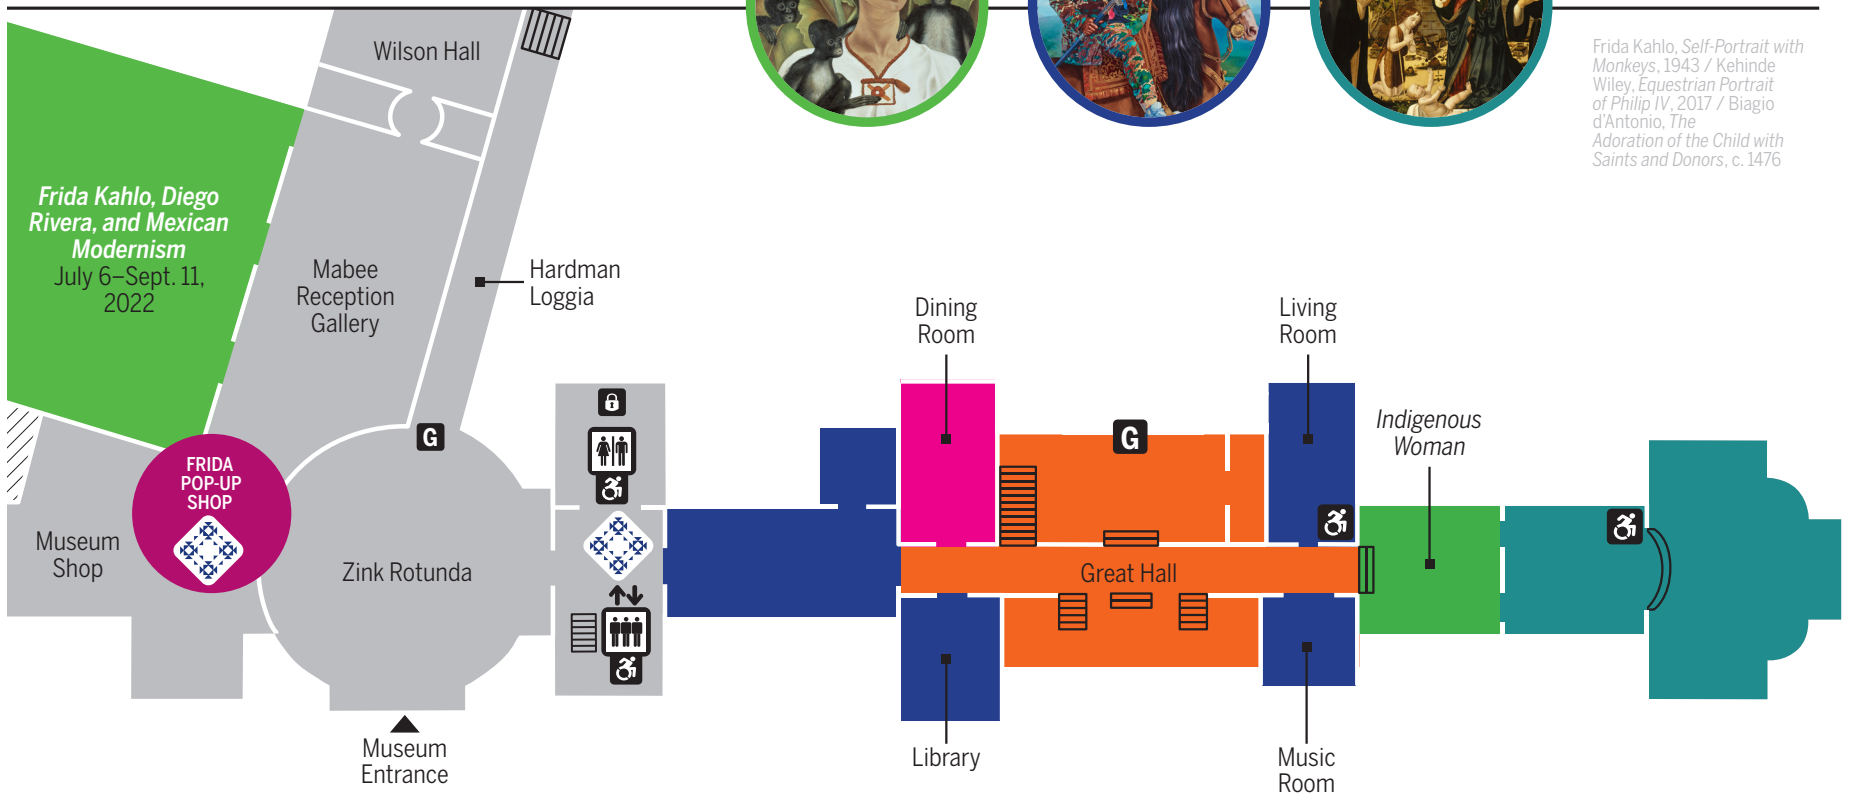 Wilson Hall
Frida Kahlo, Self-Portrait with
Monkeys, 1943 / Kehinde
Wiley, Equestrian Portrait
of Philip IV, 2017 / Biagio
d'Antonio, The
Adoration of the Child with
Saints and Donors, c. 1476
Frida Kahlo, Diego
Rivera, and Mexican
Modernism
July 6–Sept. 11,
2022
Mabee
Reception
Gallery
Hardman
Loggia
Dining
Room
Living
Room
Indigenous
Woman
G
G
FRIDA
POP-UP
SHOP
Museum
Shop
Zink Rotunda
Great Hall
Museum
Entrance
Library
Music
Room